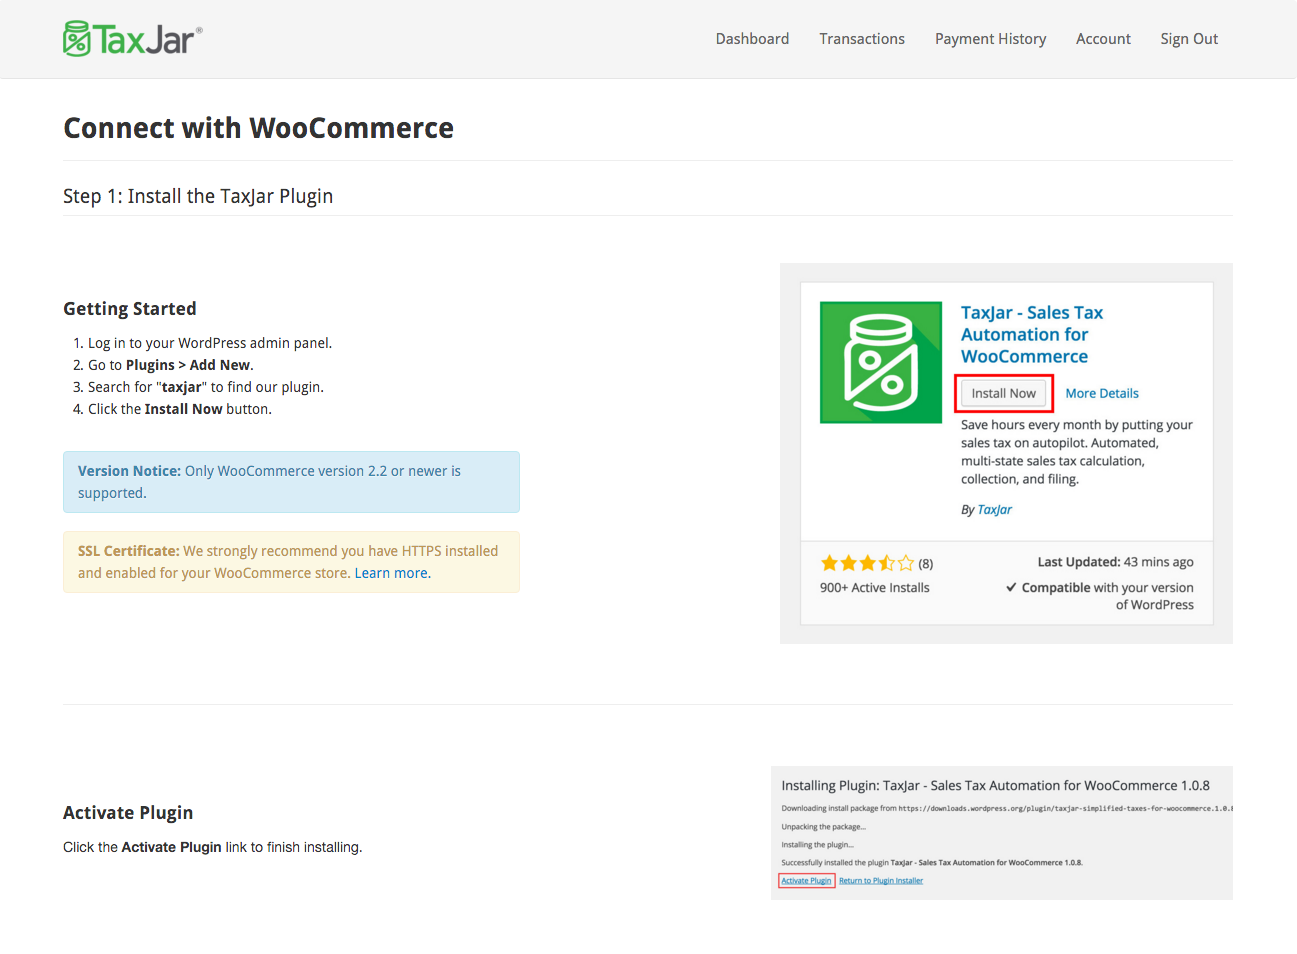 TaxJar®
Dashboard Transactions Payment History Account Sign Out
Connect with WooCommerce
Step 1: Install the TaxJar Plugin
Getting Started
1. Log in to your WordPress admin panel.
2. Go to Plugins > Add New.
3. Search for "taxjar" to find our plugin.
4. Click the Install Now button.
Version Notice: Only WooCommerce version 2.2 or newer is
supported.
SSL Certificate: We strongly recommend you have HTTPS installed
and enabled for your WooCommerce store. Learn more.
TaxJar - Sales Tax
Automation for
WooCommerce
Install Now More Details
Save hours every month by putting your
sales tax on autopilot. Automated,
multi-state sales tax calculation,
collection, and filing.
By TaxJar
(8)
Last Updated: 43 mins ago
900+ Active Installs
✔ Compatible with your version
of WordPress
Activate Plugin
Click the Activate Plugin link to finish installing.
Installing Plugin: TaxJar - Sales Tax Automation for WooCommerce 1.0.8
Downloading install package from https://downloads.wordpress.org/plugin/taxjar-simplified-taxes-for-woocommerce.1.0.8
Unpacking the package...
Installing the plugin...
Successfully installed the plugin TaxJar - Sales Tax Automation for WooCommerce 1.0.8.
Activate Plugin Return to Plugin Installer